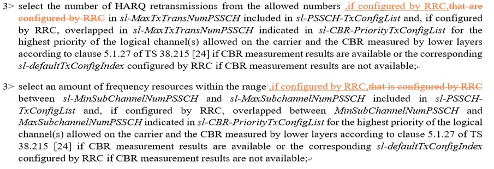 3> select the number of HARQ retransmissions from the allowed numbers ,if configured by RRC,that are
configured by RRC in sl-MaxTxTransNumPSSCH included in sl-PSSCH-TxConfigList and, if configured
by RRC, overlapped in sl-MaxTxTransNumPSSCH indicated in sl-CBR-PriorityTxConfigList for the
highest priority of the logical channel(s) allowed on the carrier and the CBR measured by lower layers
according to clause 5.1.27 of TS 38.215 [24] if CBR measurement results are available or the corresponding
sl-defaultTxConfigIndex configured by RRC if CBR measurement results are not available;
3> select an amount of frequency resources within the range ,if configured by RRC,that is configured by RRC
between sl-MinSubChannelNumPSSCH and sl-MaxSubchannelNumPSSCH included in sl-PSSCH-
TxConfigList and, if configured by RRC, overlapped between MinSubChannelNumPSSCH and
MaxSubchannelNumPSSCH indicated in sl-CBR-PriorityTxConfigList for the highest priority of the logical
channel(s) allowed on the carrier and the CBR measured by lower layers according to clause 5.1.27 of TS
38.215 [24] if CBR measurement results are available or the corresponding sl-defaultTxConfigIndex
configured by RRC if CBR measurement results are not available;